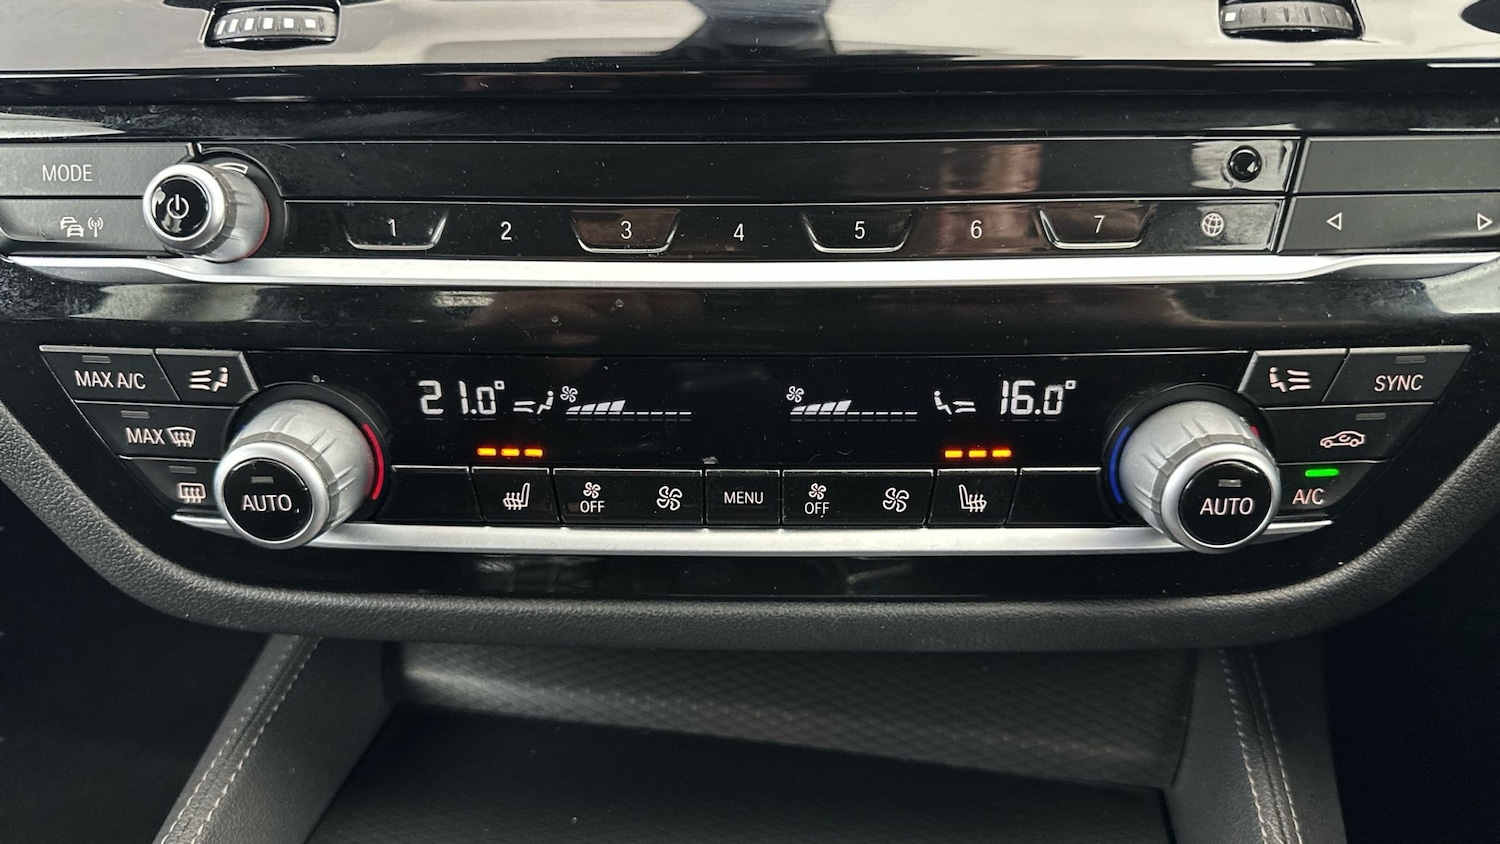 MODE
1 2 3 4 5 6 7
MAX A/C
21.0°
16.0°
SYNC
MAX
AUTO
OFF
MENU
OFF
AUTO
A/C